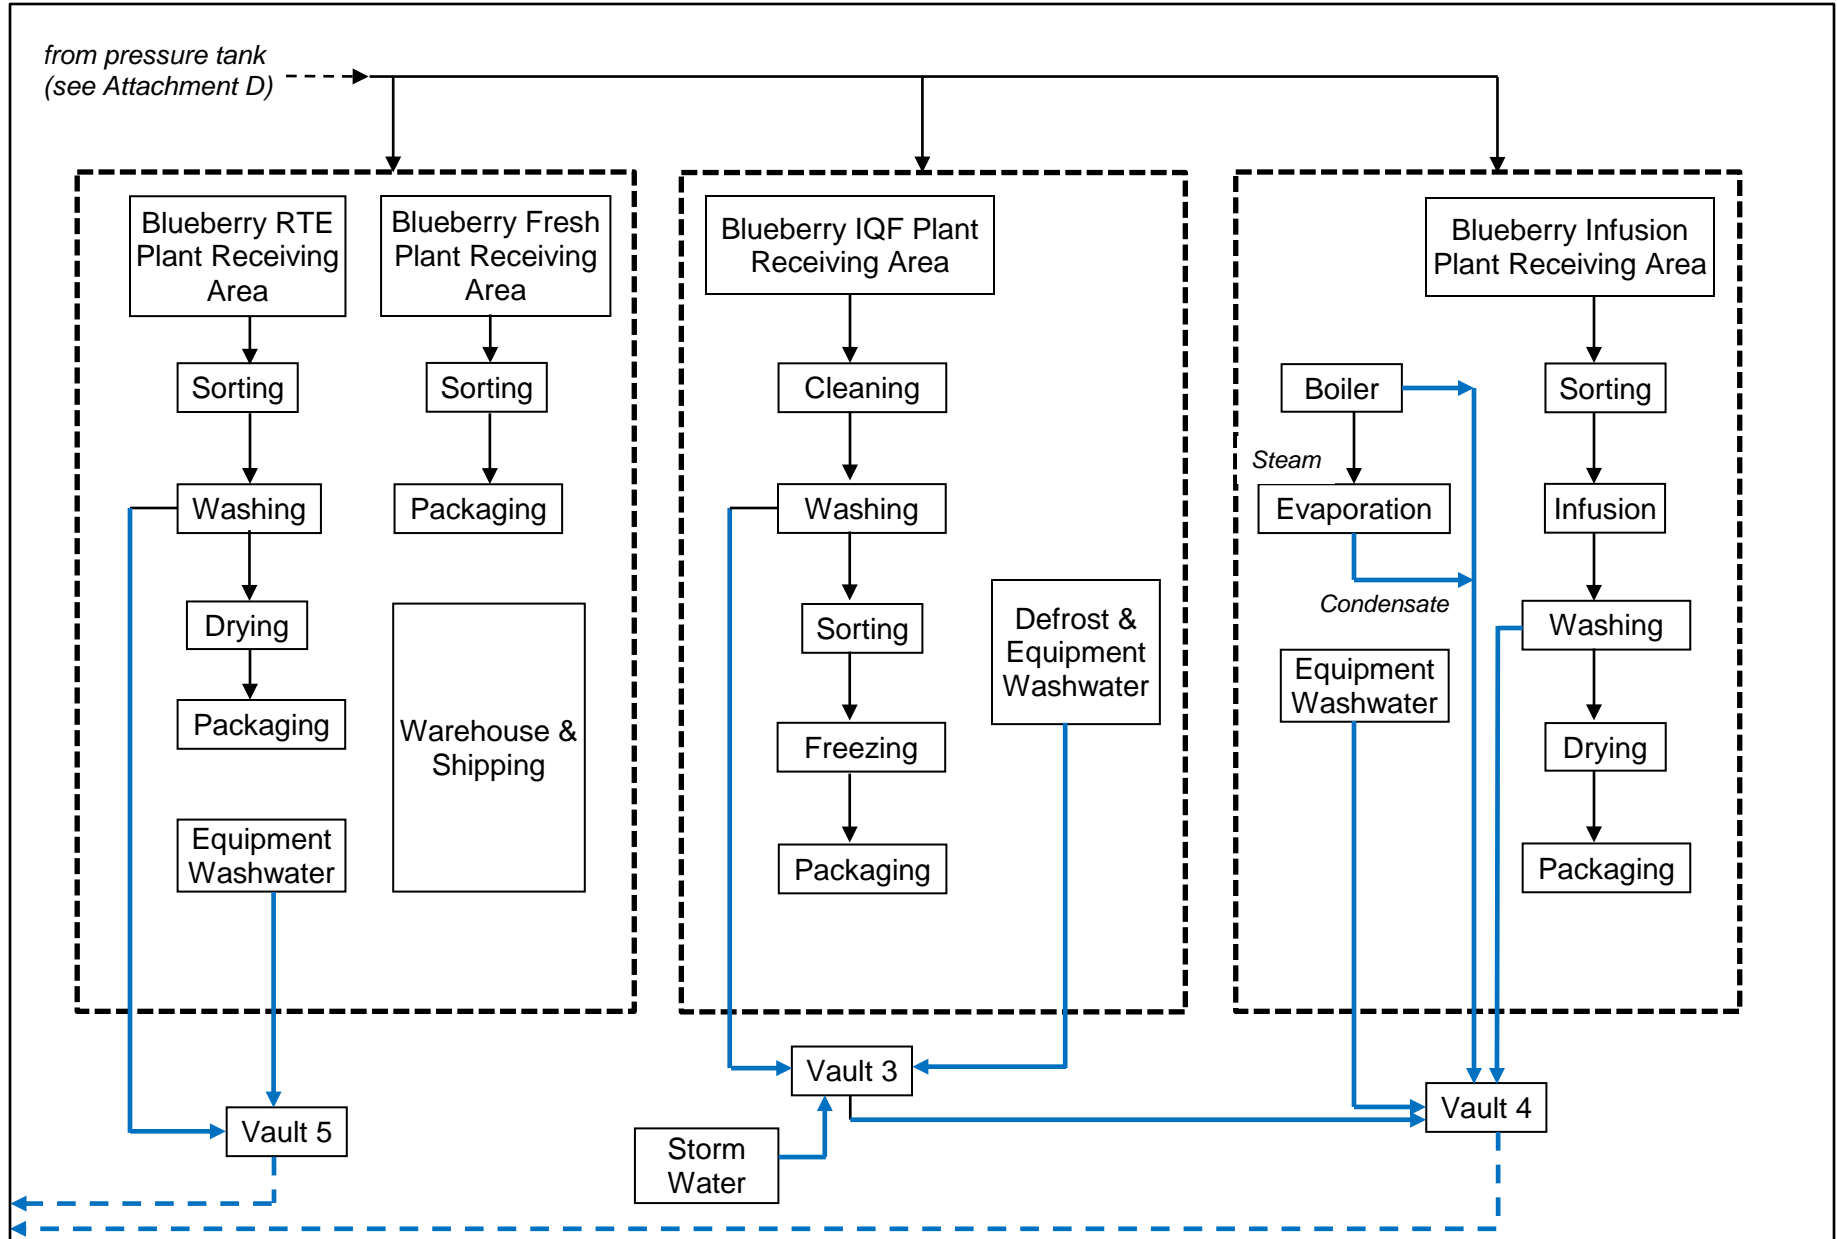 from pressure tank
(see Attachment D)
Blueberry RTE
Plant Receiving
Area
Sorting
Washing
Drying
Packaging
Equipment
Washwater
Blueberry Fresh
Plant Receiving
Area
Sorting
Packaging
Warehouse &
Shipping
Vault 5
Blueberry IQF Plant
Receiving Area
Cleaning
Washing
Sorting
Freezing
Packaging
Defrost &
Equipment
Washwater
Vault 3
Storm
Water
Blueberry Infusion
Plant Receiving Area
Boiler
Steam
Evaporation
Condensate
Equipment
Washwater
Sorting
Infusion
Washing
Drying
Packaging
Vault 4